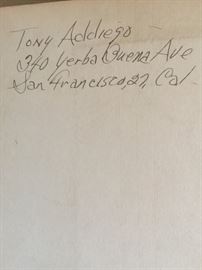 Tony Addiego —
340 Yerba Buena Ave
San Francisco, 27, Cal.